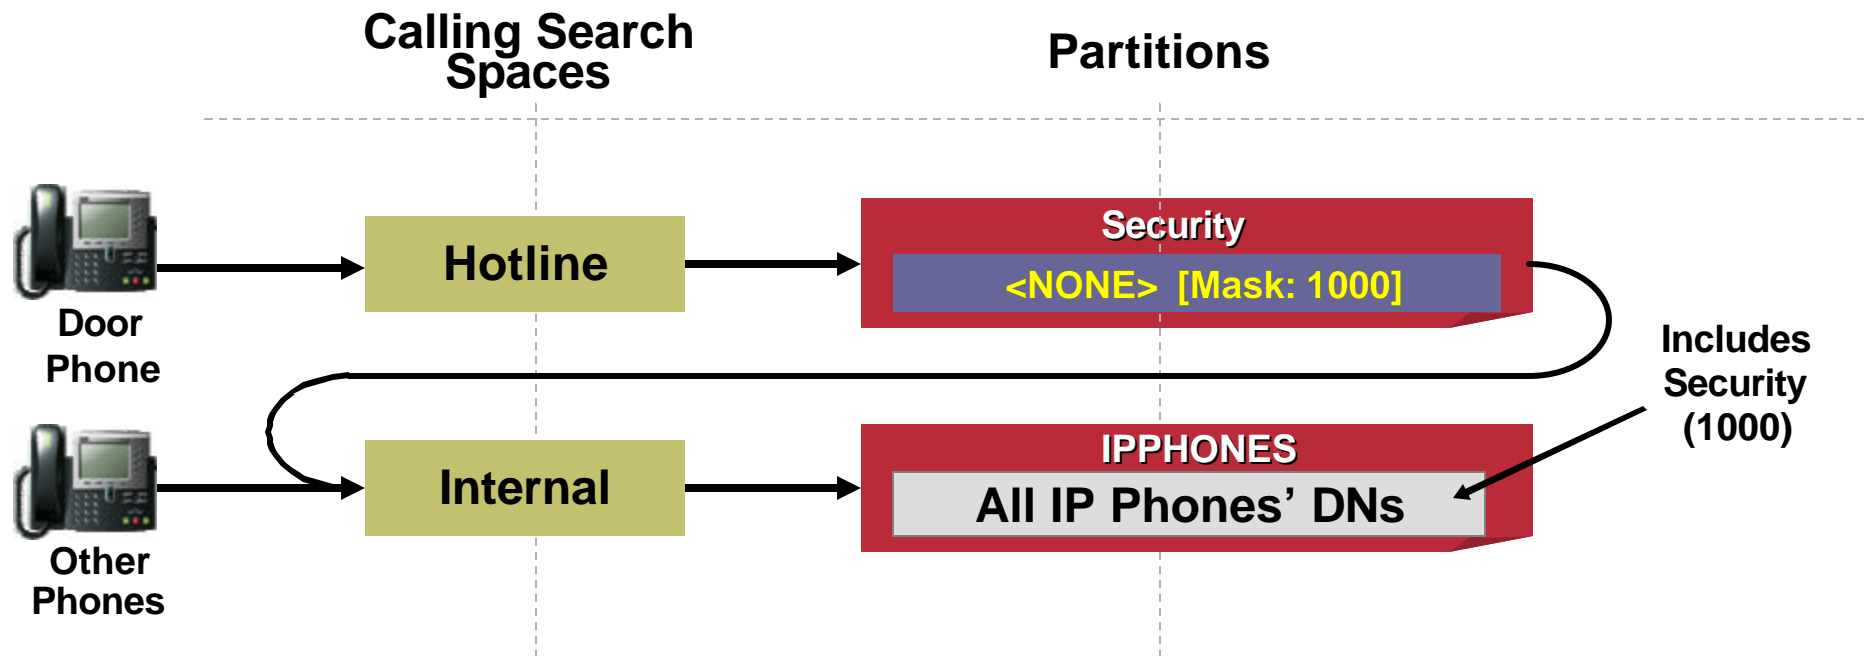 Calling Search
Spaces
Partitions
Door
Phone
Hotline
Security
<NONE> [Mask: 1000]
Includes
Security
(1000)
Other
Phones
Internal
IPPHONES
All IP Phones’ DNs